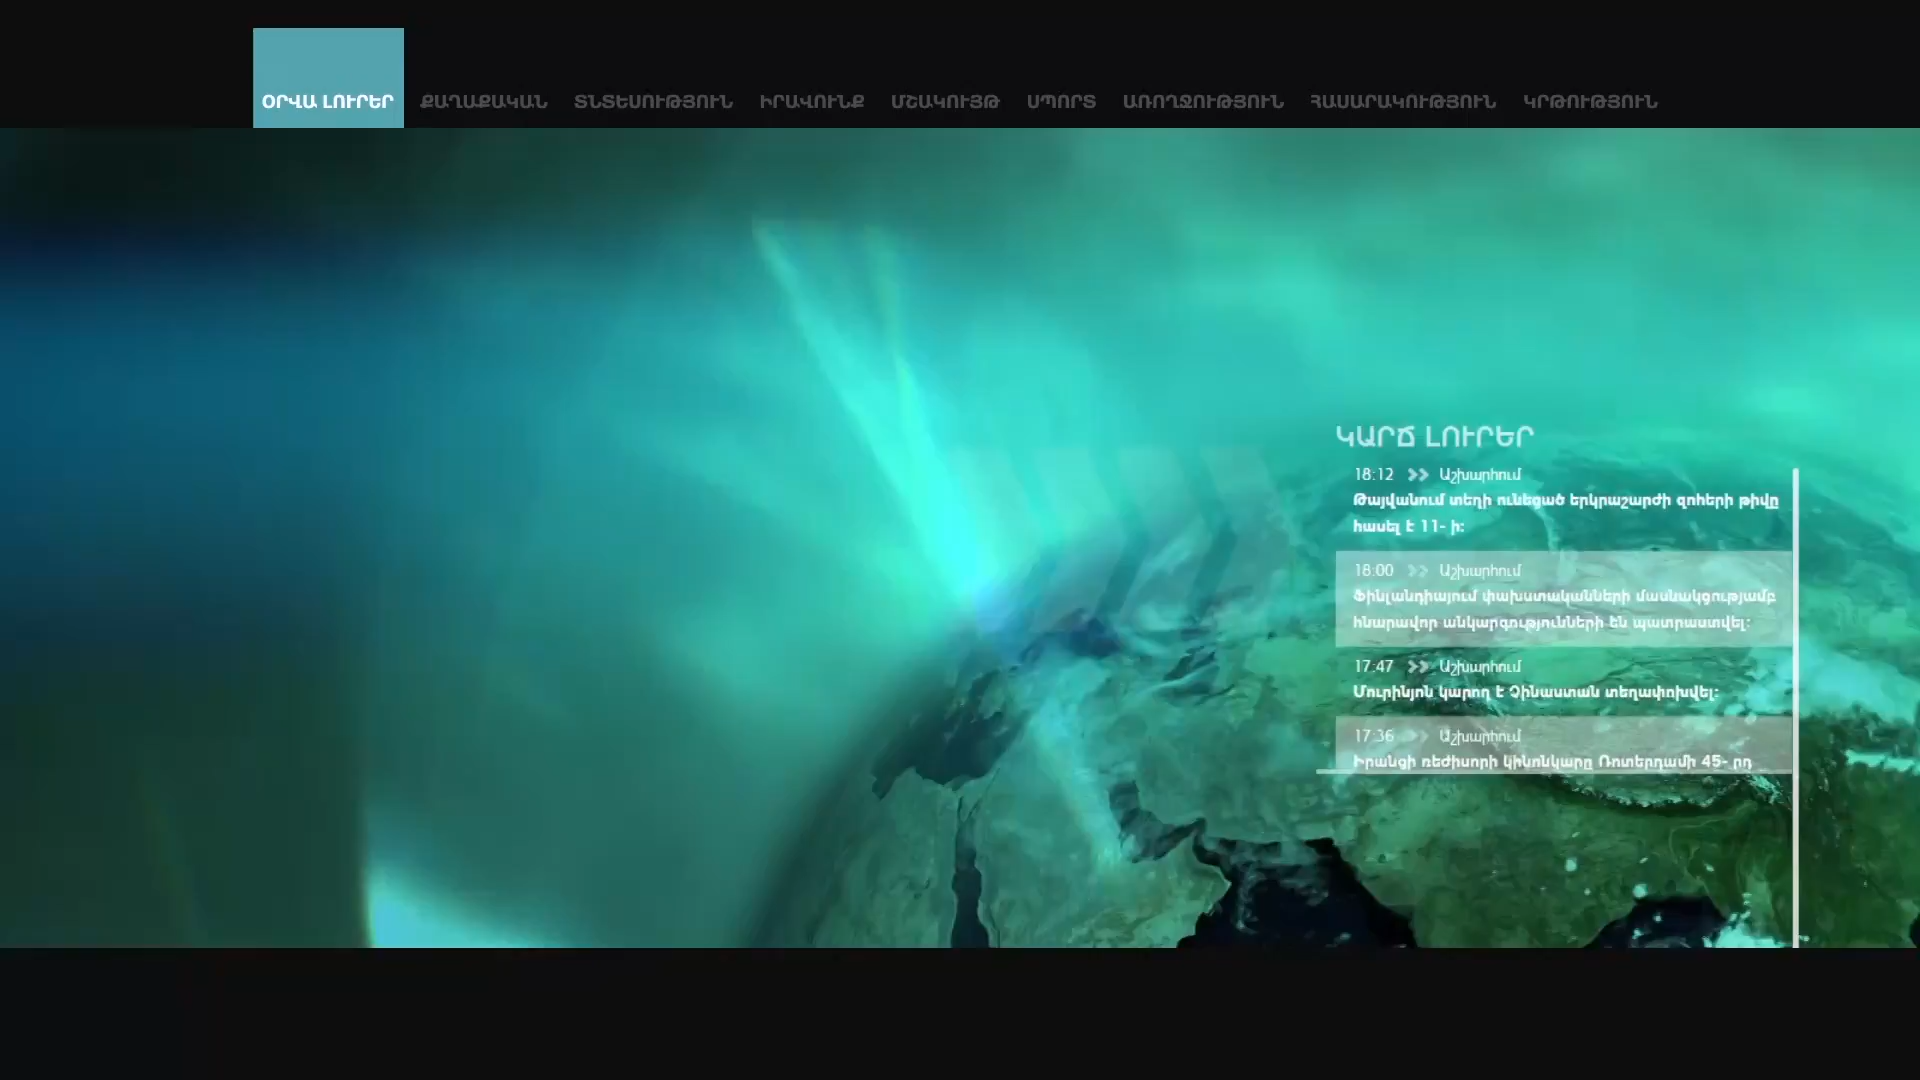 ՕՐՎԱ ԼՈՒՐԵՐ ՔԱՂԱՔԱԿԱՆ ՏՆՏԵՍՈՒԹՅՈՒՆ ԻՐԱՎՈՒՆՔ ՄՇԱԿՈՒՅԹ ՍՊՈՐՏ ԱՌՈՂՋՈՒԹՅՈՒՆ ՀԱՍԱՐԱԿՈՒԹՅՈՒՆ ԿՐԹՈՒԹՅՈՒՆ
ԿԱՐՃ ԼՈՒՐԵՐ
18:12 Աշխարհում
Թայվանում տեղի ունեցած երկրաշարժի զոհերի թիվը
հասել է 11- ի:
18:00 Աշխարհում
Ֆինլանդիայում փախստականների մասնակցությամբ
հնարավոր անկարգությունների են պատրաստվել:
17:47 Աշխարհում
Մուրինյոն կարող է Չինաստան տեղափոխվել:
17:36 Աշխարհում
Իրանցի ռեժիսորի կինոնկարը Ռոտերդամի 45- րդ